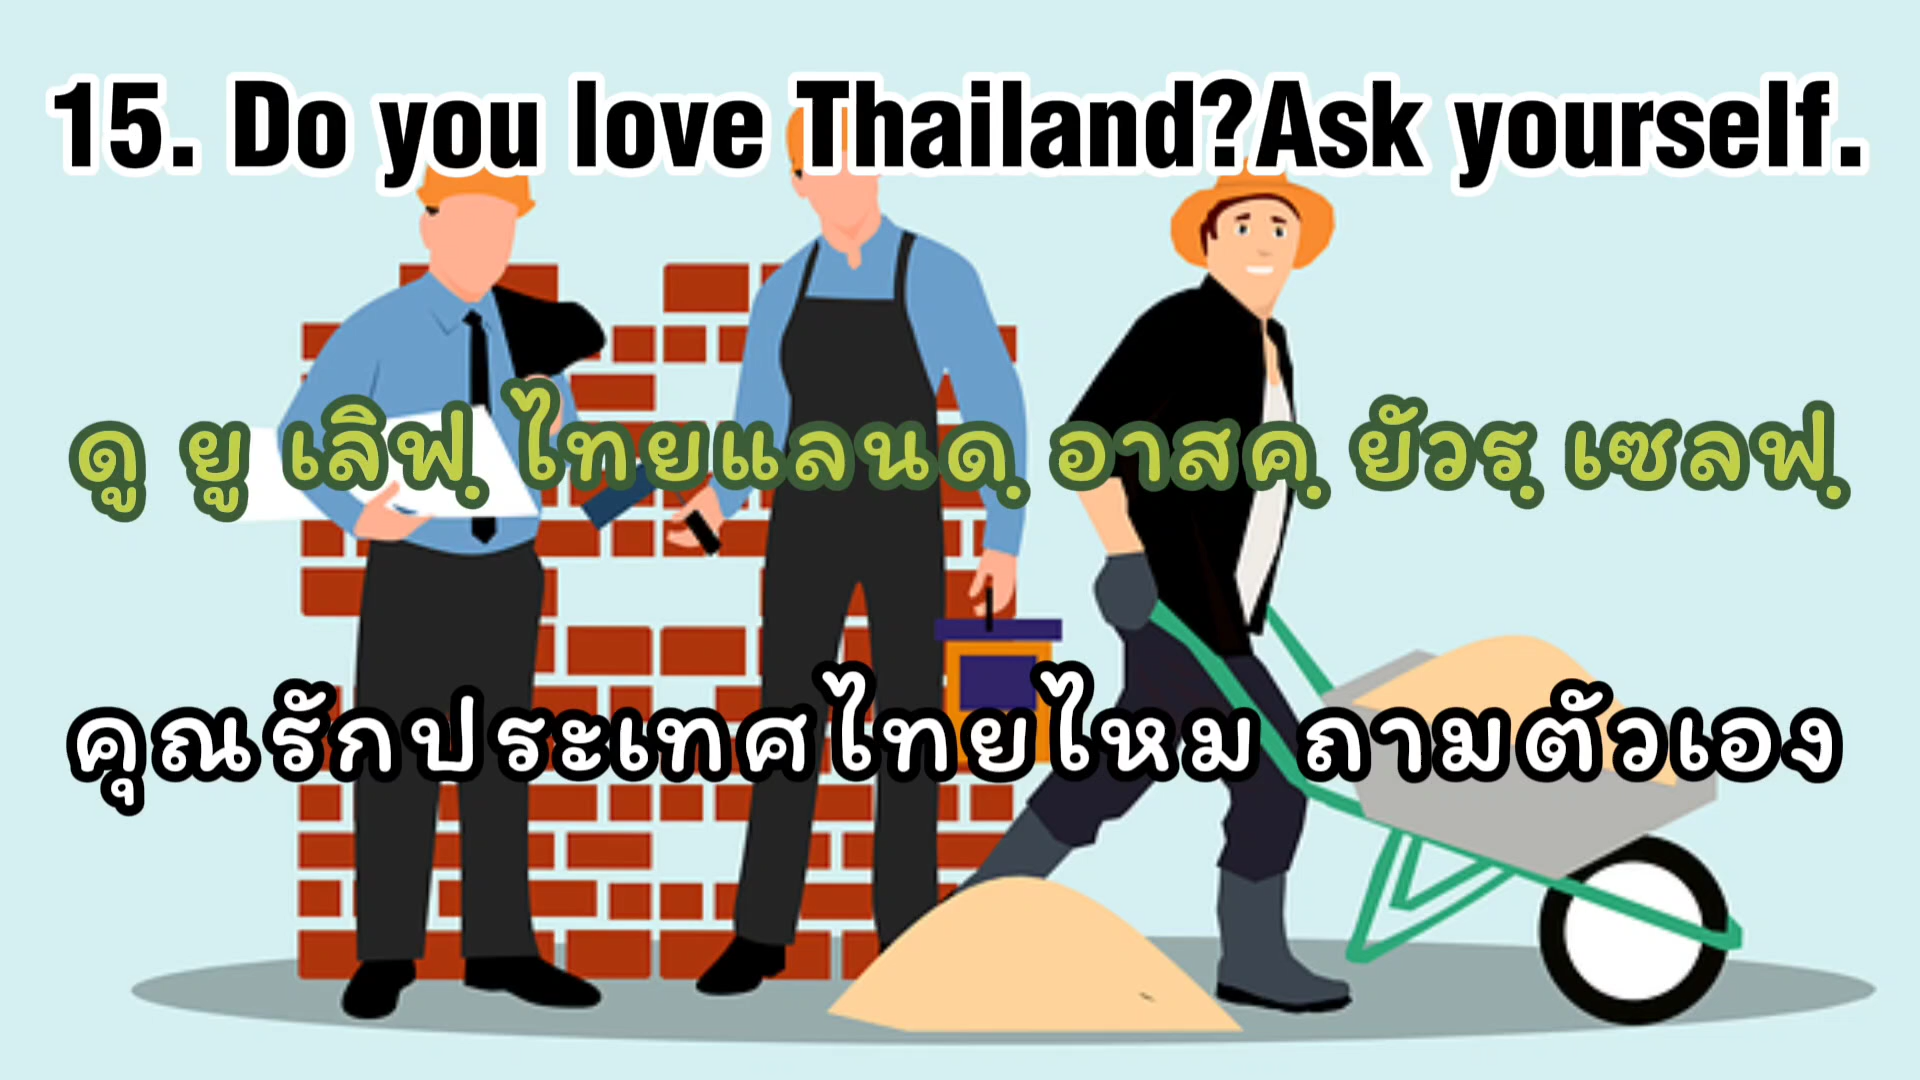 15. Do you love Thailand?Ask yourself.
ดู ยู เลิฟฺ ไทยแลนดฺ อาสคฺ ยัวรฺ เซลฟฺ
คุณรักประเทศไทยไหม ถามตัวเอง